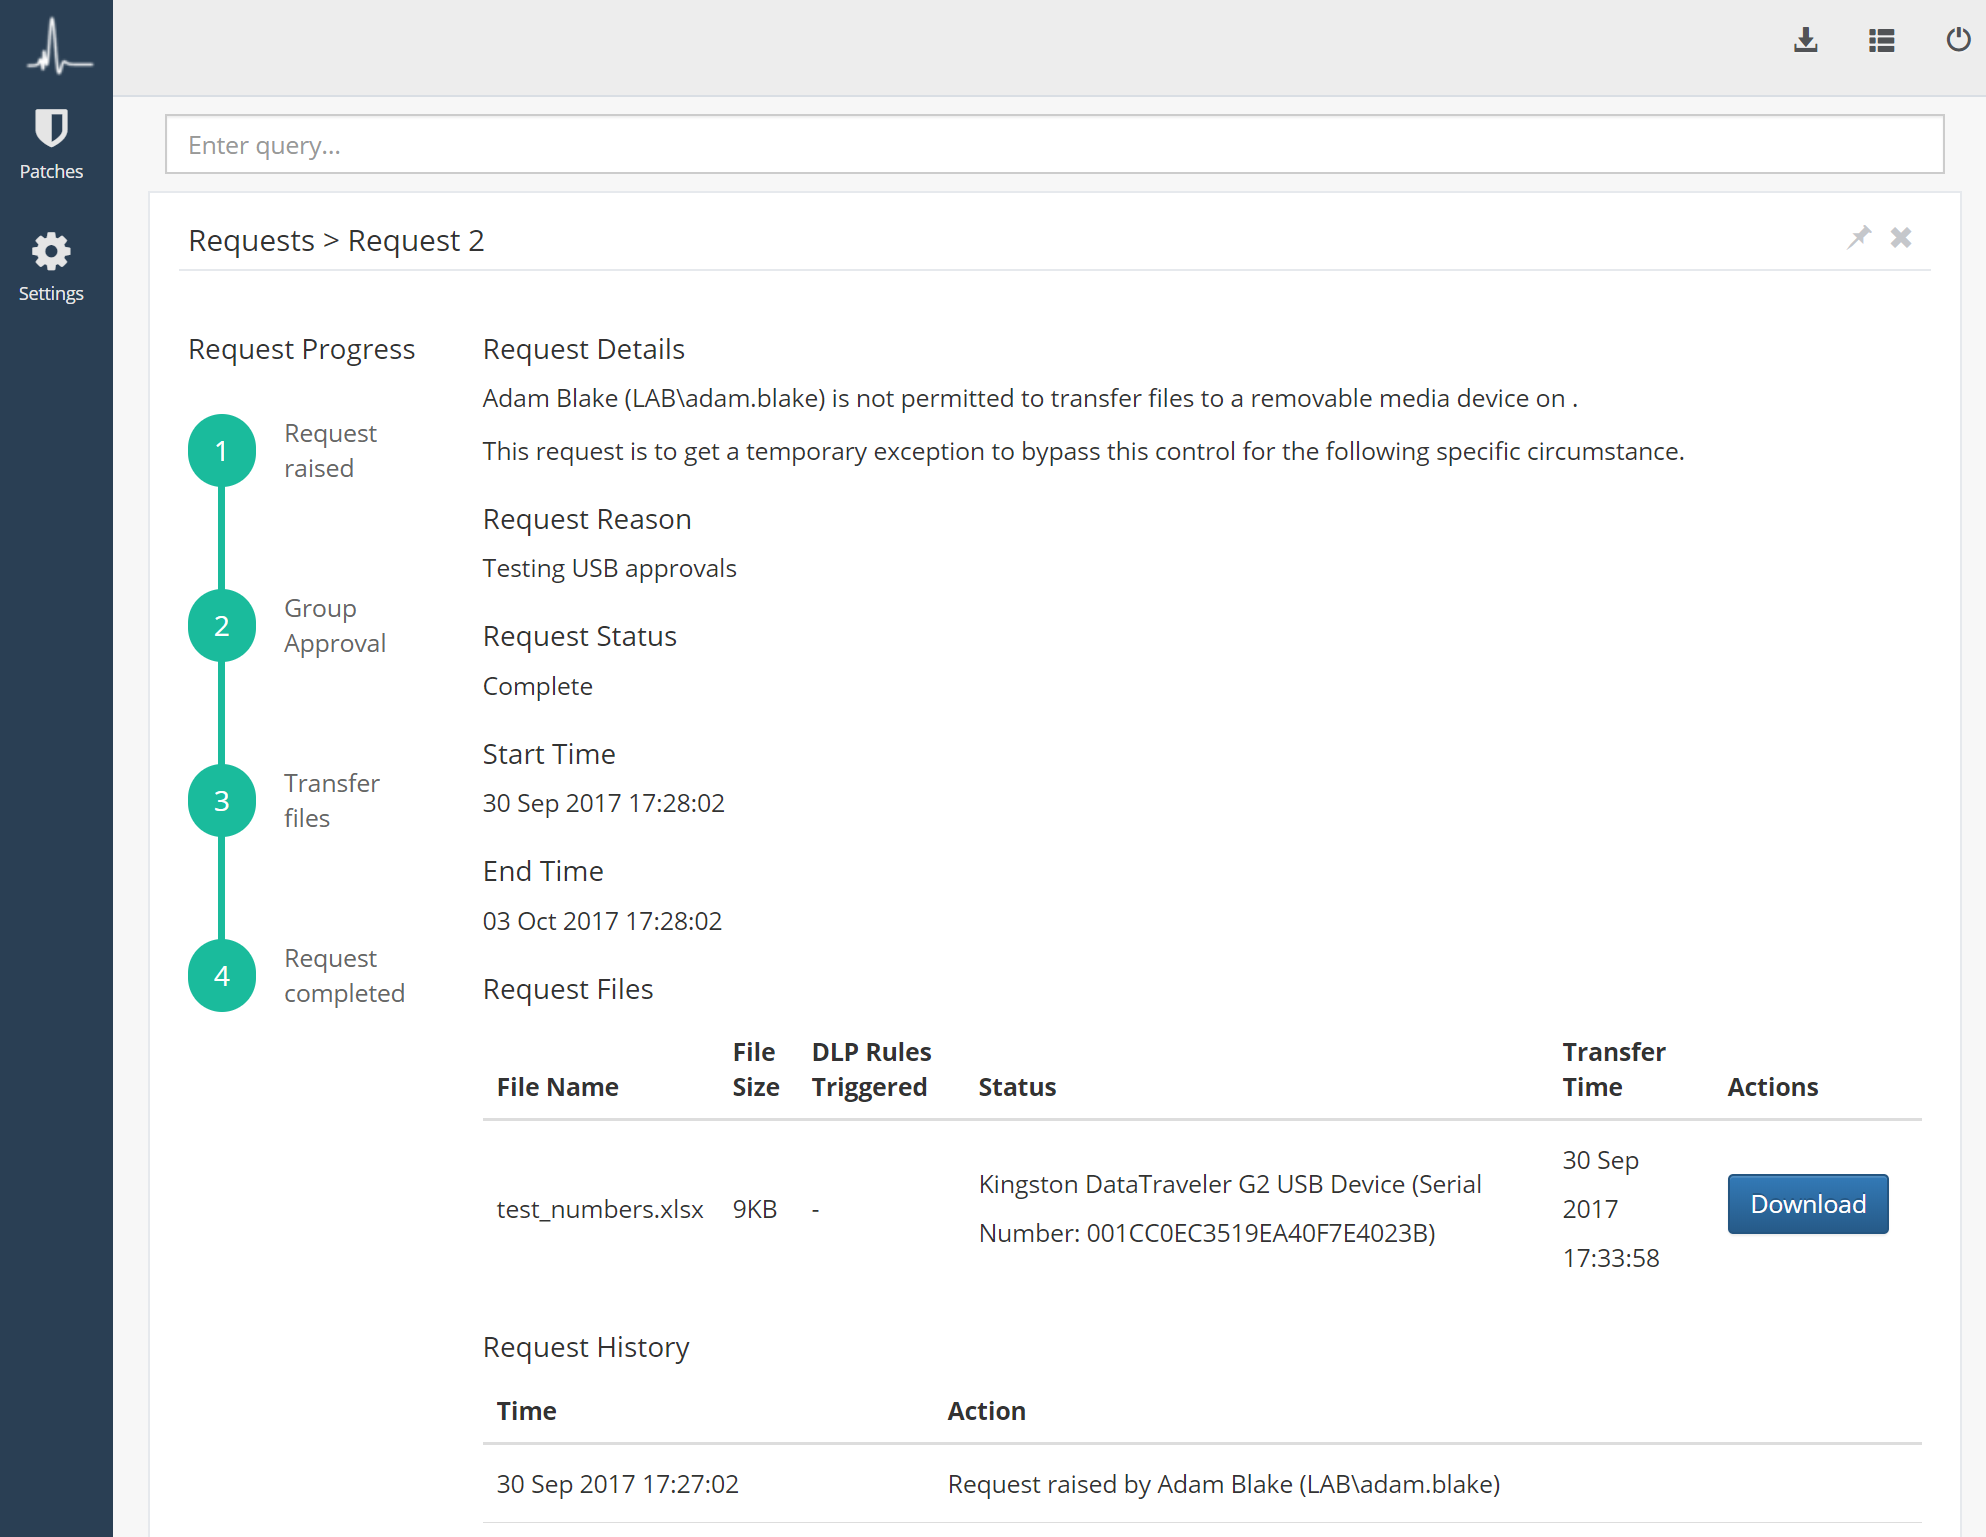 Patches
Settings
Enter query...
Requests > Request 2
Request Progress
1
Request
raised
2
Group
Approval
3
Transfer
files
4
Request
completed
Request Details
Adam Blake (LAB\adam.blake) is not permitted to transfer files to a removable media device on .
This request is to get a temporary exception to bypass this control for the following specific circumstance.
Request Reason
Testing USB approvals
Request Status
Complete
Start Time
30 Sep 2017 17:28:02
End Time
03 Oct 2017 17:28:02
Request Files
File Name
File
Size
DLP Rules
Triggered
Status
Transfer
Time
Actions
test_numbers.xlsx
9KB
-
Kingston DataTraveler G2 USB Device (Serial
Number: 001CC0EC3519EA40F7E4023B)
30 Sep
2017
17:33:58
Download
Request History
Time
Action
30 Sep 2017 17:27:02
Request raised by Adam Blake (LAB\adam.blake)